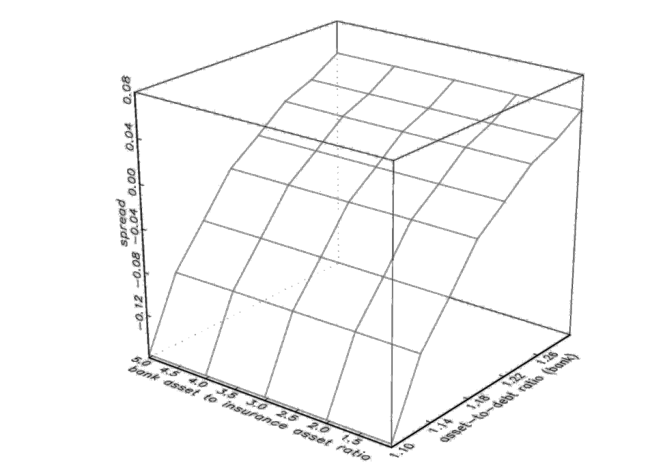 0.08
0.04
0.00
-0.04
-0.08
-0.12
spread
5.0 4.5 4.0 3.5 3.0 2.5 2.0 1.5
bank asset to insurance asset ratio
1.10 1.14 1.18 1.22 1.26
asset-to-debt ratio (bank)